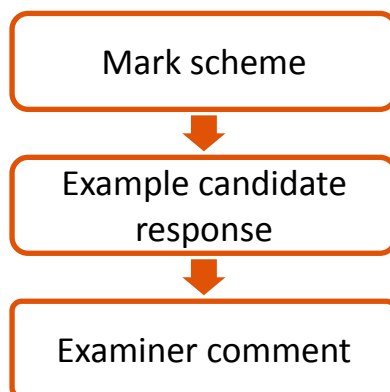 Mark scheme
Example candidate
response
Examiner comment